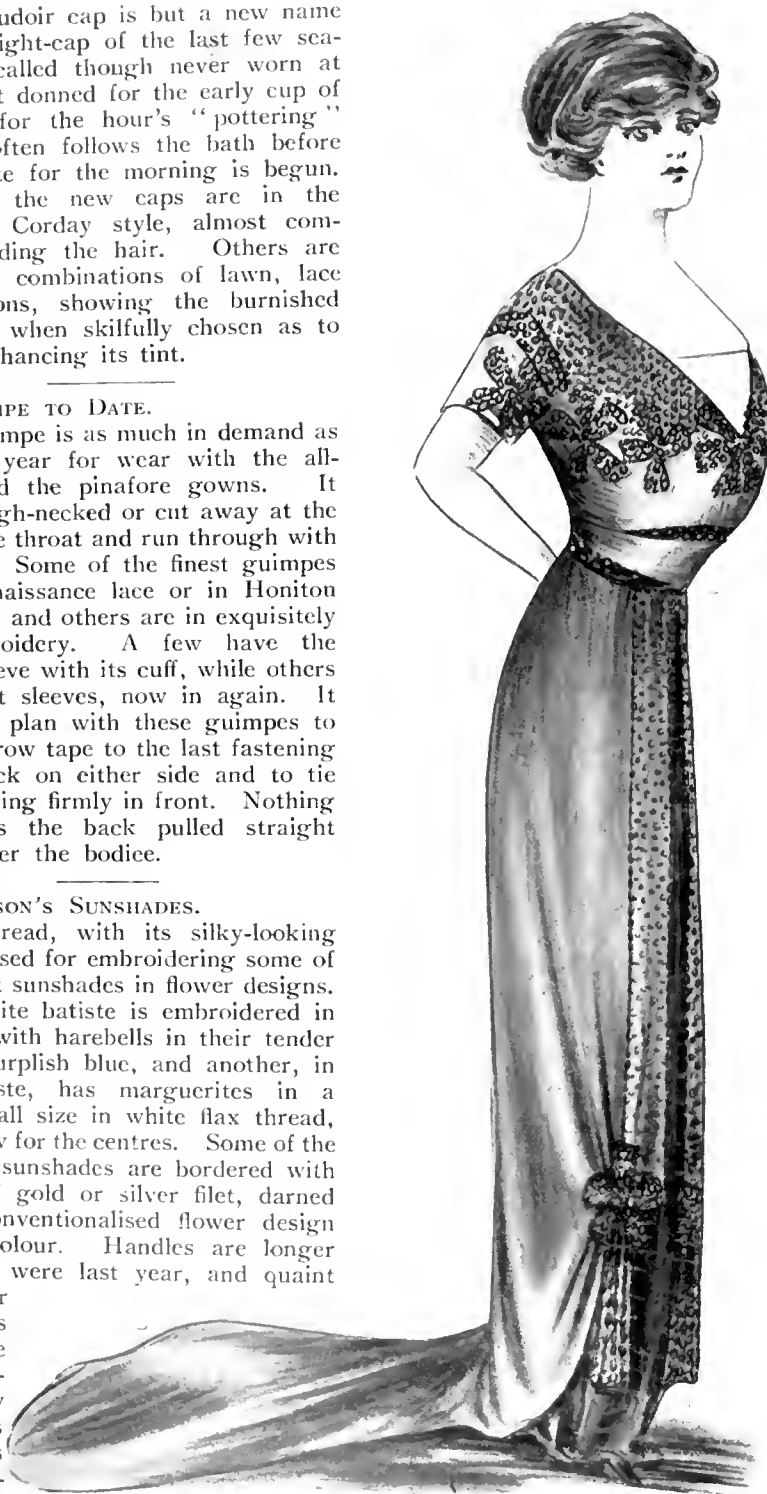 udoir cap is but a new name
ight-cap of the last few sea-
called though never worn at
t donned for the early cup of
for the hour's "pottering"
often follows the bath before
te for the morning is begun.
the new caps are in the
Corday style, almost com-
ding the hair. Others are
combinations of lawn, lace
ons, showing the burnished
when skilfully chosen as to
hancing its tint.
IPE TO DATE.
impe is as much in demand as
year for wear with the all-
d the pinafore gowns. It
gh-necked or cut away at the
e throat and run through with
Some of the finest guimpes
naissance lace or in Honiton
and others are in exquisitely
oidery. A few have the
eve with its cuff, while others
t sleeves, now in again. It
plan with these guimpes to
row tape to the last fastening
ck on either side and to tie
ing firmly in front. Nothing
s the back pulled straight
er the bodice.
SON'S SUNSHADES.
read, with its silky-looking
sed for embroidering some of
t sunshades in flower designs.
ite batiste is embroidered in
with harebells in their tender
urplish blue, and another, in
ste, has marguerites in a
all size in white flax thread,
w for the centres. Some of the
sunshades are bordered with
f gold or silver filet, darned
onventionalised flower design
olour. Handles are longer
were last year, and quaint
r
s
e
-
y
s
s
-